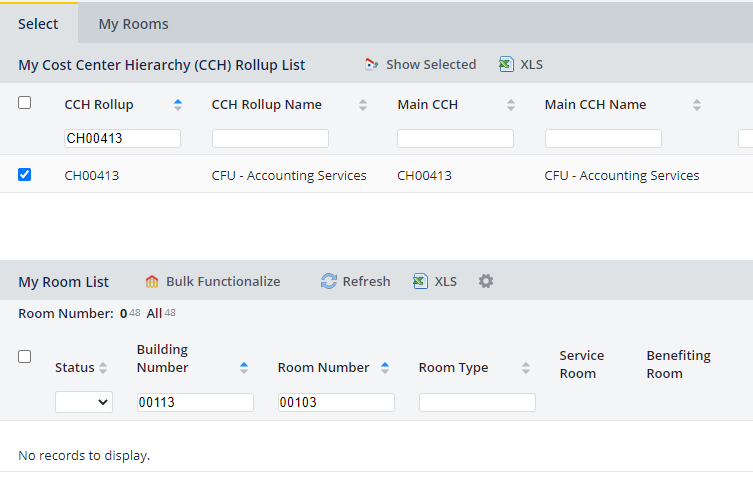 Select My Rooms
My Cost Center Hierarchy (CCH) Rollup List Show Selected XLS
CCH Rollup CCH Rollup Name Main CCH Main CCH Name
CH00413
CH00413 CFU - Accounting Services CH00413 CFU - Accounting Services
My Room List Bulk Functionalize Refresh XLS
Room Number: 0 48 All 48
Status Building Number Room Number Room Type Service Room Benefiting Room
00113 00103
No records to display.